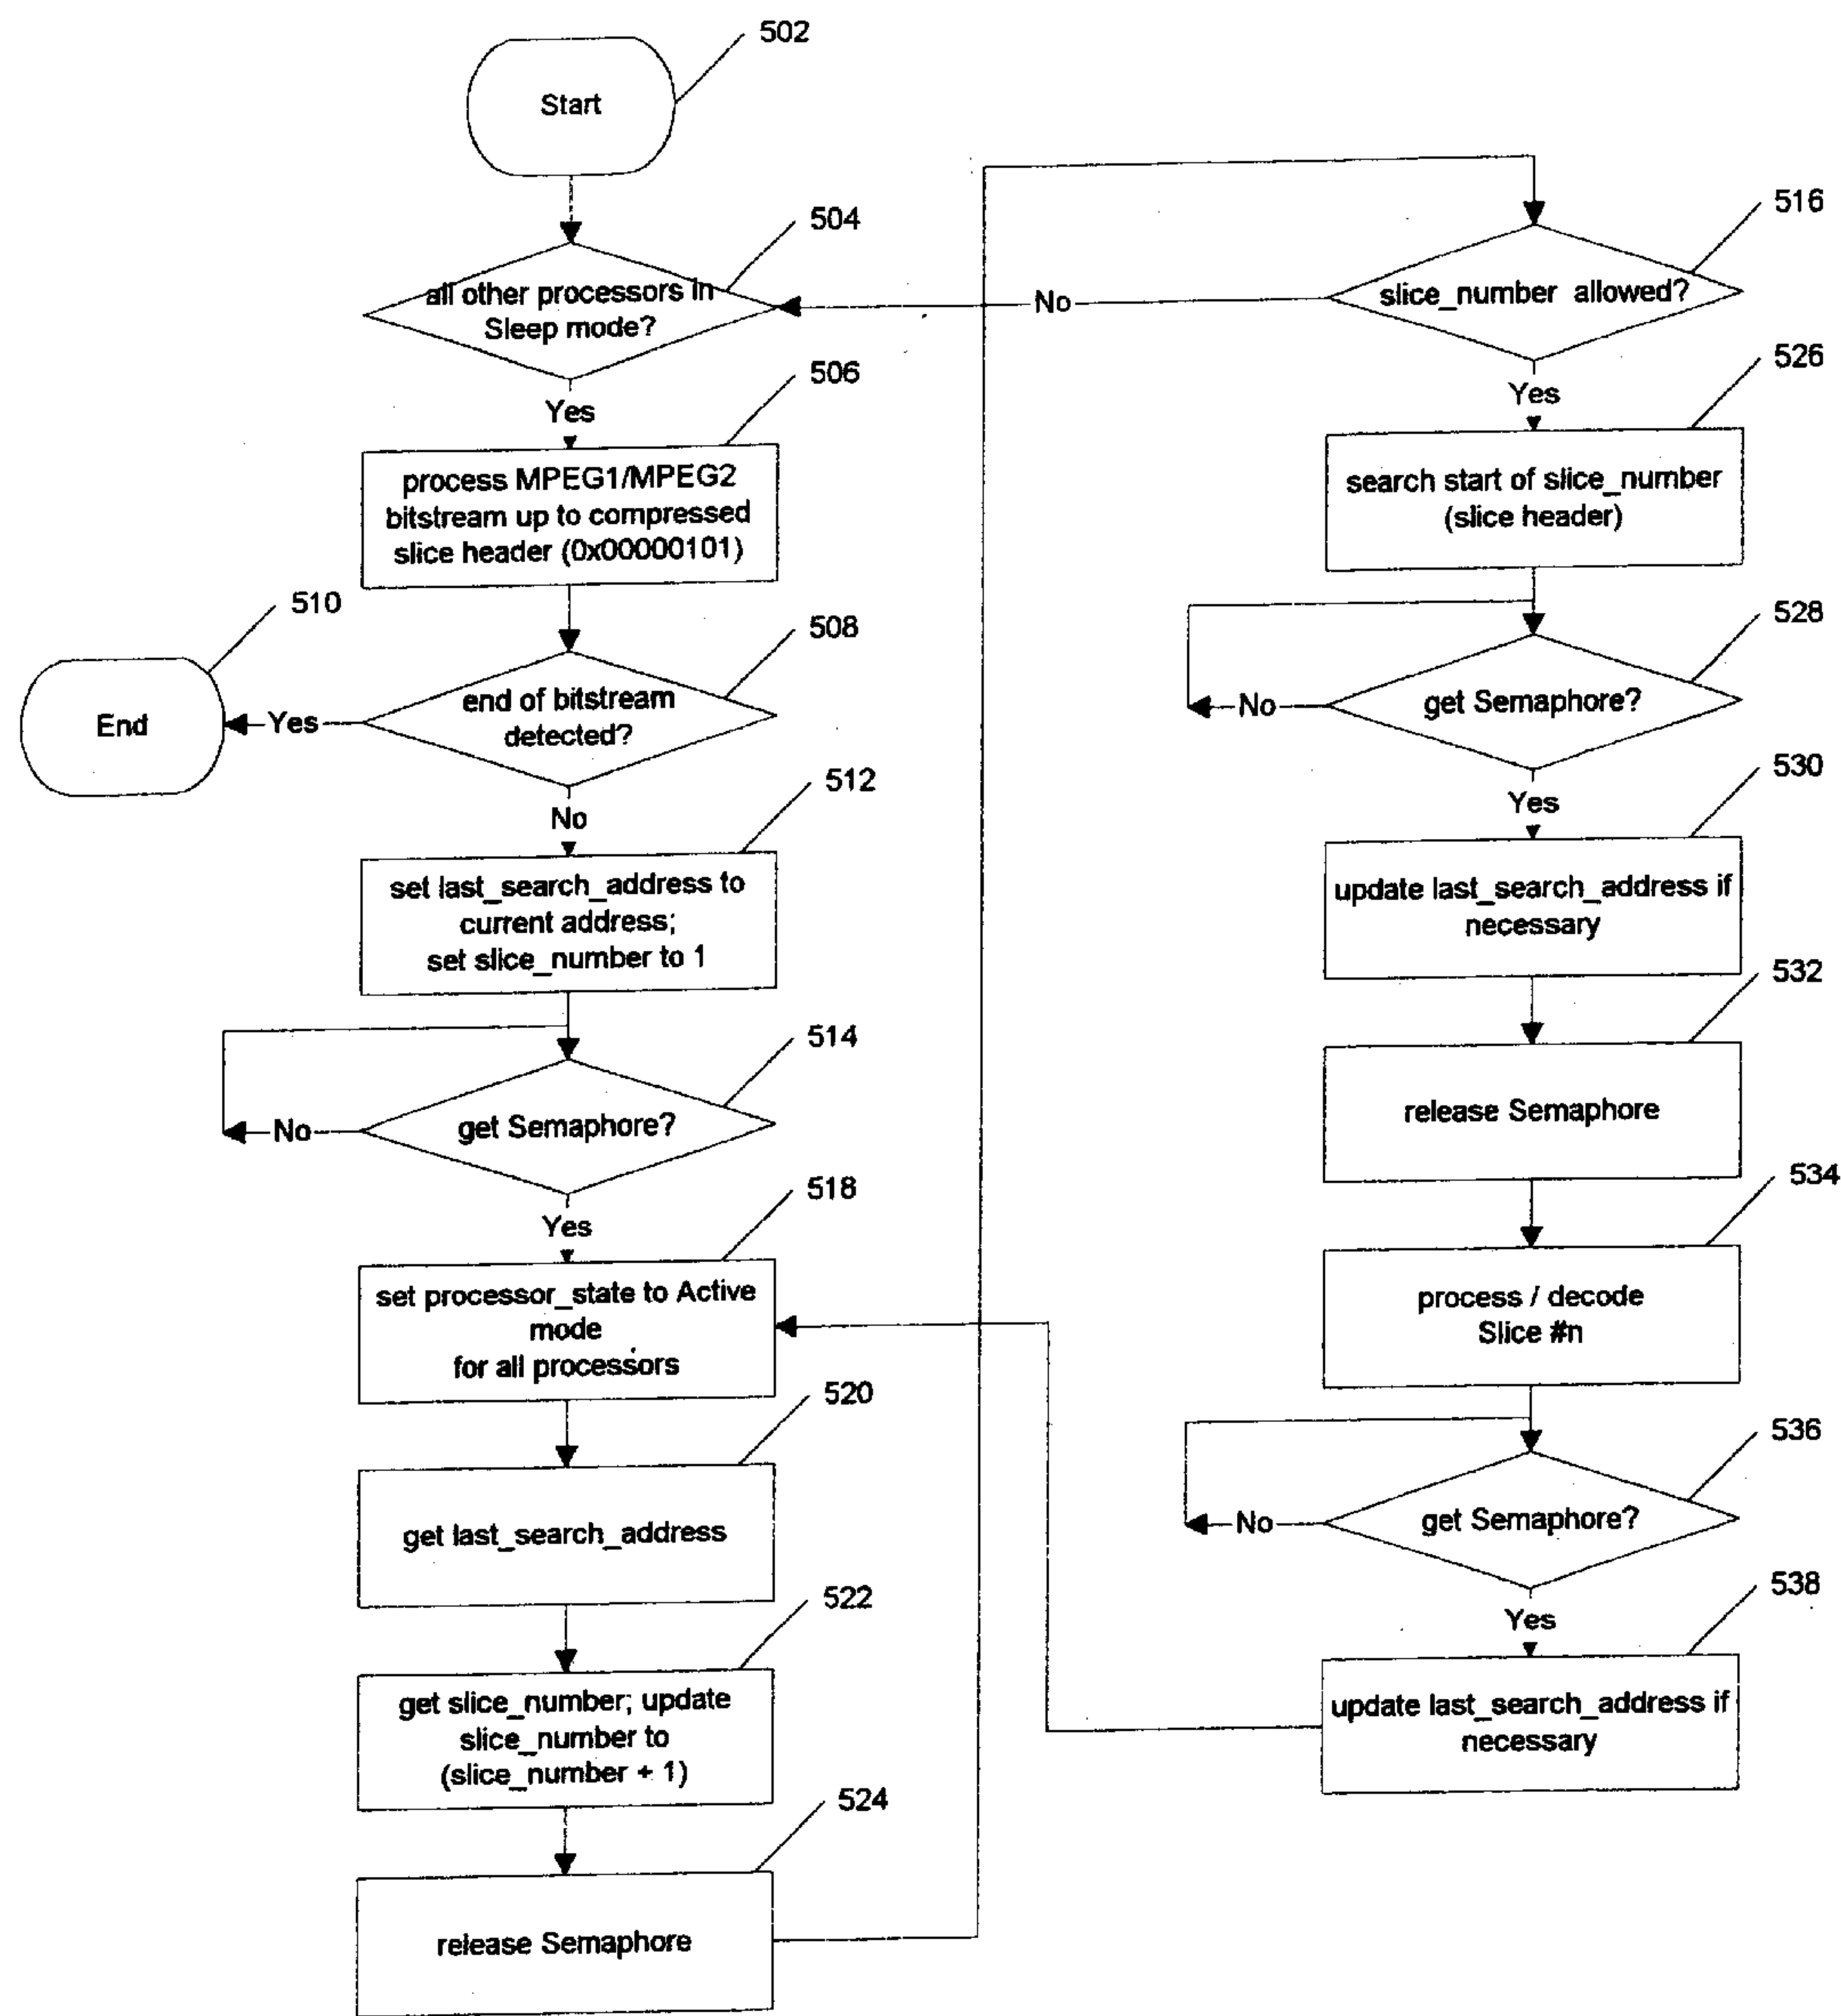 502
Start
504
all other processors in
Sleep mode?
506
Yes
process MPEG1/MPEG2
bitstream up to compressed
slice header (0x00000101)
510
508
End
Yes
end of bitstream
detected?
512
No
set last_search_address to
current address;
set slice_number to 1
514
No
get Semaphore?
518
Yes
set processor_state to Active
mode
for all processors
520
get last_search_address
522
get slice_number; update
slice_number to
(slice_number + 1)
524
release Semaphore
516
No
slice_number allowed?
526
Yes
search start of slice_number
(slice header)
528
No
get Semaphore?
530
Yes
update last_search_address if
necessary
532
release Semaphore
534
process / decode
Slice #n
536
No
get Semaphore?
538
Yes
update last_search_address if
necessary